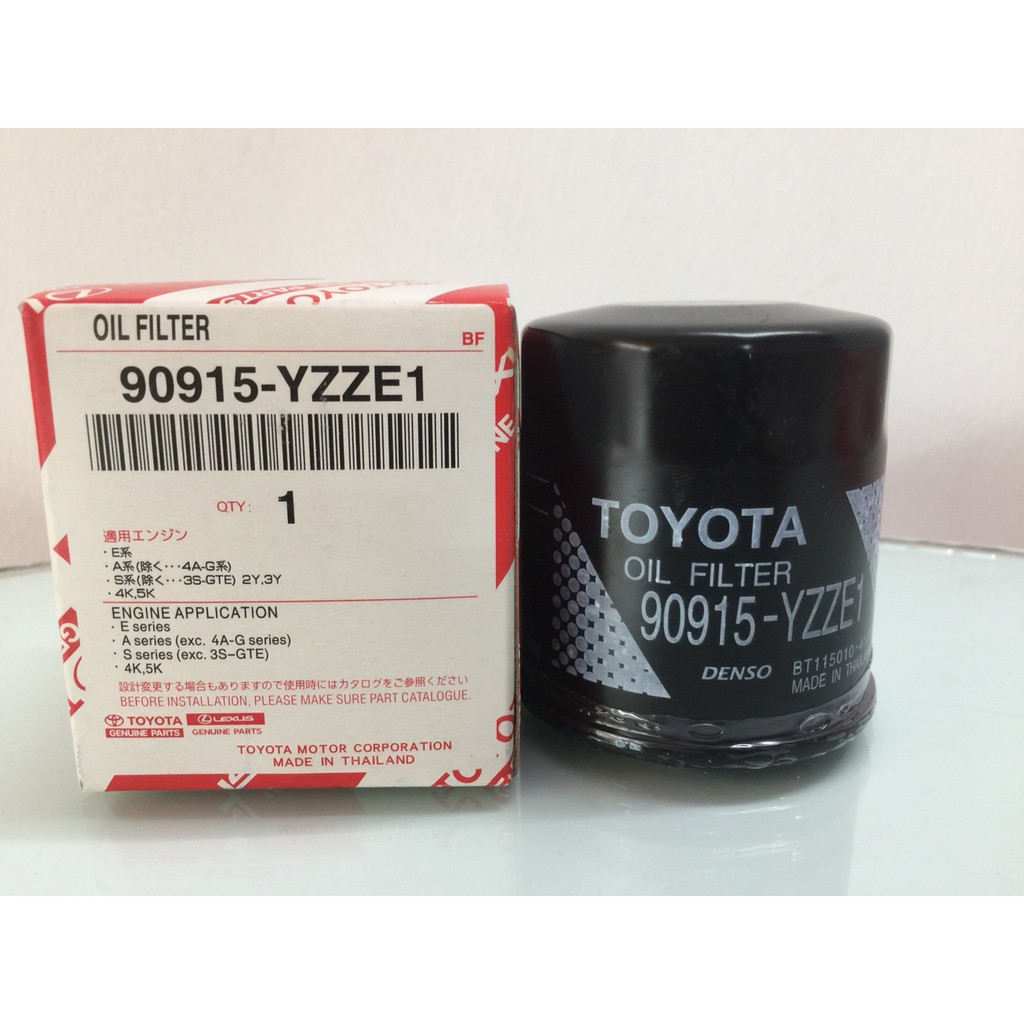 OIL FILTER
BF
90915-YZZE1
QTY: 1
適用エンジン
・E系
・A系(除く・・・4A-G系)
・S系(除く・・・3S-GTE) 2Y,3Y
・4K,5K
ENGINE APPLICATION
・E series
・A series (exc. 4A-G series)
・S series (exc. 3S-GTE)
・4K,5K
設計変更する場合もありますので使用時にはカタログをご参照ください
BEFORE INSTALLATION, PLEASE MAKE SURE PART CATALOGUE.
TOYOTA LEXUS
GENUINE PARTS GENUINE PARTS
TOYOTA MOTOR CORPORATION
MADE IN THAILAND
TOYOTA
OIL FILTER
90915-YZZE1
DENSO
BT115010-
MADE IN